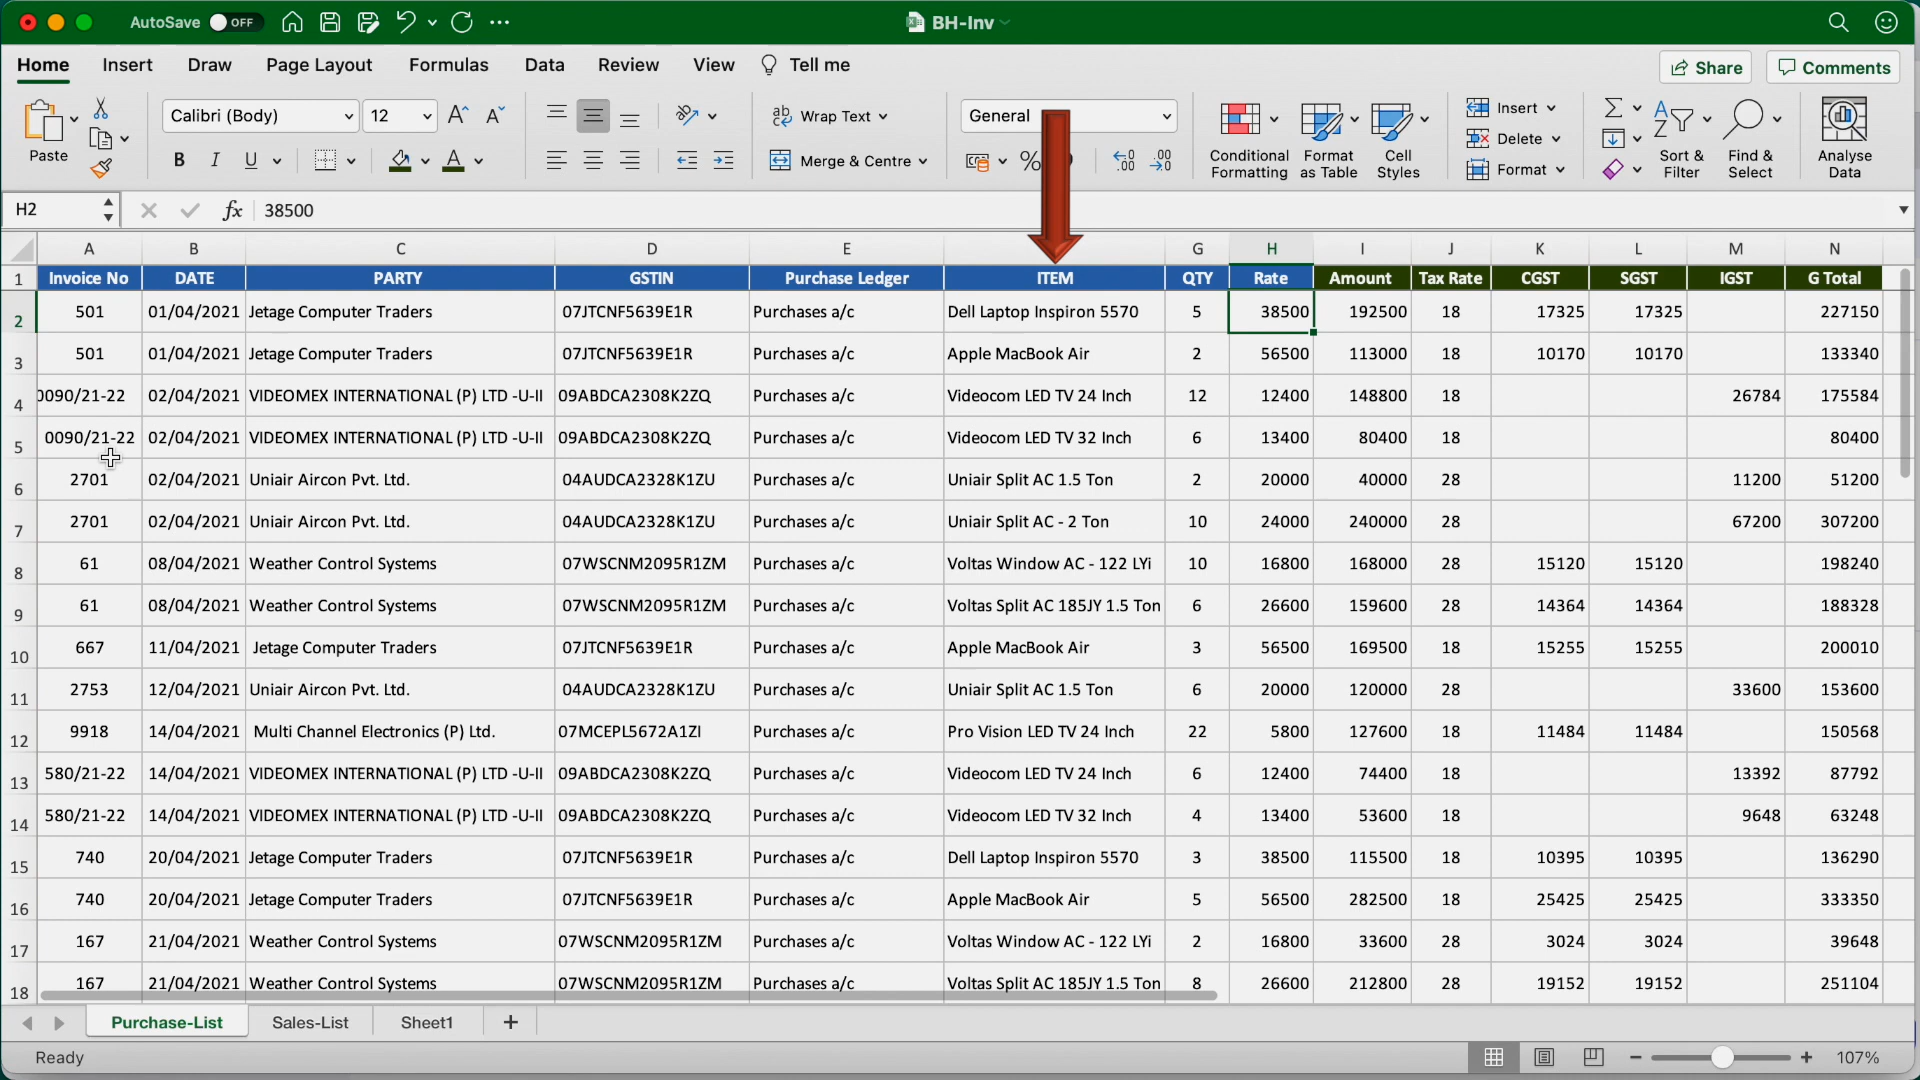 AutoSave OFF BH-Inv
Home Insert Draw Page Layout Formulas Data Review View Tell me Share Comments
Paste Calibri (Body) 12 Wrap Text General Conditional Formatting Format as Table Cell Styles Insert Sort & Filter Find & Select Analyse Data
Delete
B I U Merge & Centre % Format
H2 fx 38500
A B C D E G H I J K L M N
1 Invoice No DATE PARTY GSTIN Purchase Ledger ITEM QTY Rate Amount Tax Rate CGST SGST IGST G Total
2 501 01/04/2021 Jetage Computer Traders 07JTCNF5639E1R Purchases a/c Dell Laptop Inspiron 5570 5 38500 192500 18 17325 17325 227150
3 501 01/04/2021 Jetage Computer Traders 07JTCNF5639E1R Purchases a/c Apple MacBook Air 2 56500 113000 18 10170 10170 133340
4 0090/21-22 02/04/2021 VIDEOMEX INTERNATIONAL (P) LTD -U-II 09ABDCA2308K2ZQ Purchases a/c Videocom LED TV 24 Inch 12 12400 148800 18 26784 175584
5 0090/21-22 02/04/2021 VIDEOMEX INTERNATIONAL (P) LTD -U-II 09ABDCA2308K2ZQ Purchases a/c Videocom LED TV 32 Inch 6 13400 80400 18 80400
6 2701 02/04/2021 Uniair Aircon Pvt. Ltd. 04AUDCA2328K1ZU Purchases a/c Uniair Split AC 1.5 Ton 2 20000 40000 28 11200 51200
7 2701 02/04/2021 Uniair Aircon Pvt. Ltd. 04AUDCA2328K1ZU Purchases a/c Uniair Split AC - 2 Ton 10 24000 240000 28 67200 307200
8 61 08/04/2021 Weather Control Systems 07WSCNM2095R1ZM Purchases a/c Voltas Window AC - 122 LYi 10 16800 168000 28 15120 15120 198240
9 61 08/04/2021 Weather Control Systems 07WSCNM2095R1ZM Purchases a/c Voltas Split AC 185JY 1.5 Ton 6 26600 159600 28 14364 14364 188328
10 667 11/04/2021 Jetage Computer Traders 07JTCNF5639E1R Purchases a/c Apple MacBook Air 3 56500 169500 18 15255 15255 200010
11 2753 12/04/2021 Uniair Aircon Pvt. Ltd. 04AUDCA2328K1ZU Purchases a/c Uniair Split AC 1.5 Ton 6 20000 120000 28 33600 153600
12 9918 14/04/2021 Multi Channel Electronics (P) Ltd. 07MCEPL5672A1ZI Purchases a/c Pro Vision LED TV 24 Inch 22 5800 127600 18 11484 11484 150568
13 580/21-22 14/04/2021 VIDEOMEX INTERNATIONAL (P) LTD -U-II 09ABDCA2308K2ZQ Purchases a/c Videocom LED TV 24 Inch 6 12400 74400 18 13392 87792
14 580/21-22 14/04/2021 VIDEOMEX INTERNATIONAL (P) LTD -U-II 09ABDCA2308K2ZQ Purchases a/c Videocom LED TV 32 Inch 4 13400 53600 18 9648 63248
15 740 20/04/2021 Jetage Computer Traders 07JTCNF5639E1R Purchases a/c Dell Laptop Inspiron 5570 3 38500 115500 18 10395 10395 136290
16 740 20/04/2021 Jetage Computer Traders 07JTCNF5639E1R Purchases a/c Apple MacBook Air 5 56500 282500 18 25425 25425 333350
17 167 21/04/2021 Weather Control Systems 07WSCNM2095R1ZM Purchases a/c Voltas Window AC - 122 LYi 2 16800 33600 28 3024 3024 39648
18 167 21/04/2021 Weather Control Systems 07WSCNM2095R1ZM Purchases a/c Voltas Split AC 185JY 1.5 Ton 8 26600 212800 28 19152 19152 251104
Purchase-List Sales-List Sheet1 +
Ready 107%